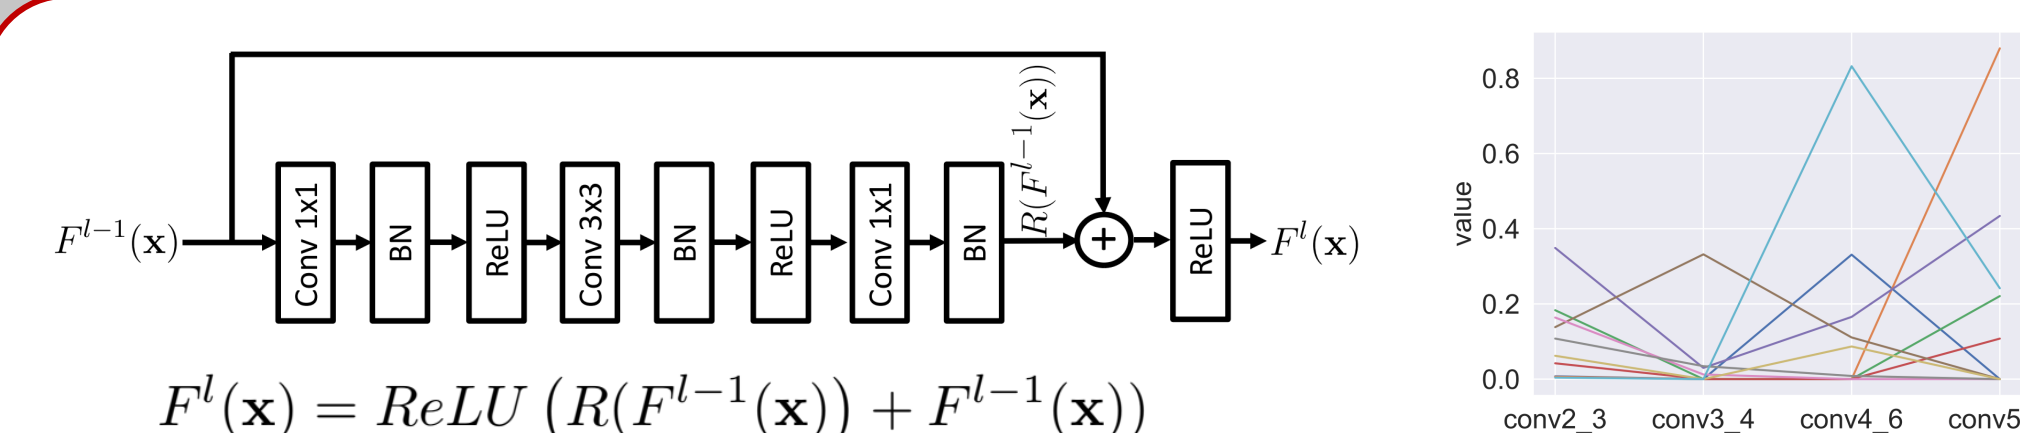 F^{l-1}(x)
Conv 1x1
BN
ReLU
Conv 3x3
BN
ReLU
Conv 1x1
BN
R(F^{l-1}(x))
+
ReLU
F^l(x)
F^l(x) = ReLU (R(F^{l-1}(x)) + F^{l-1}(x))
value
0.8
0.6
0.4
0.2
0.0
conv2_3 conv3_4 conv4_6 conv5